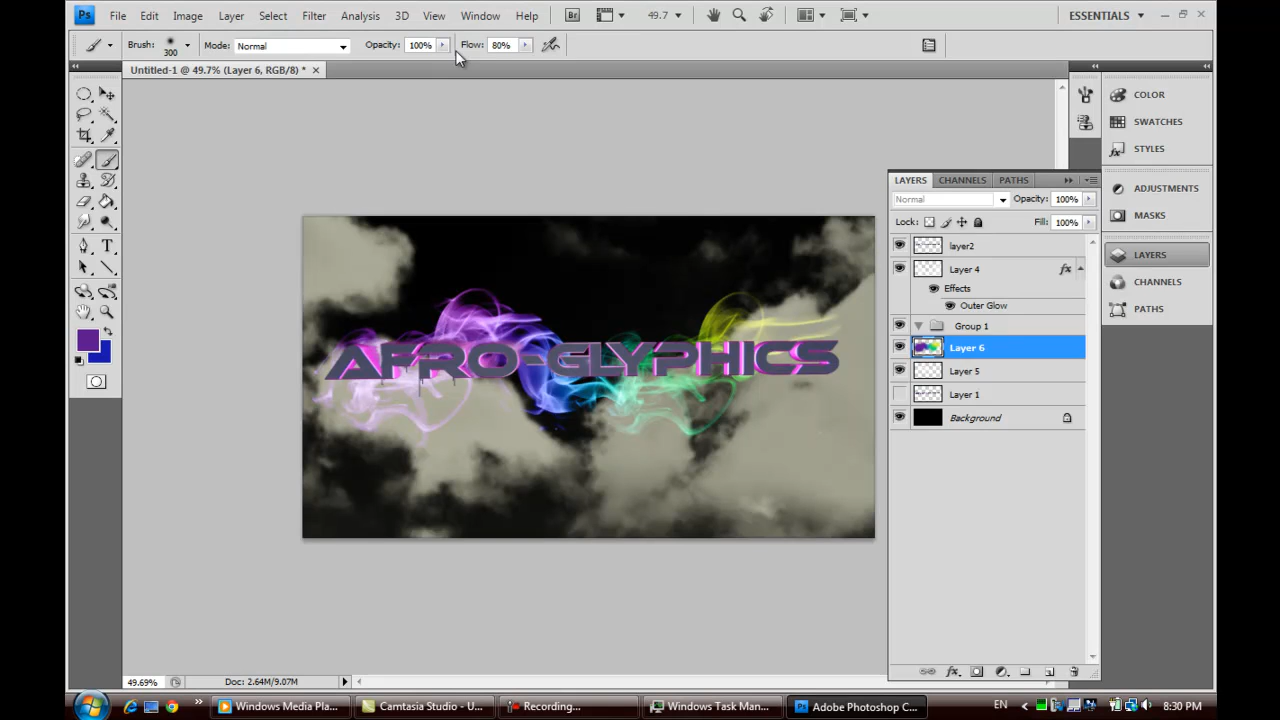 Ps File Edit Image Layer Select Filter Analysis 3D View Window Help Br 49.7 ESSENTIALS
Brush: 300 Mode: Normal Opacity: 100% Flow: 80%
Untitled-1 @ 49.7% (Layer 6, RGB/8) *
COLOR
SWATCHES
STYLES
ADJUSTMENTS
MASKS
LAYERS
CHANNELS
PATHS
LAYERS CHANNELS PATHS
Normal Opacity: 100%
Lock: Fill: 100%
layer2
Layer 4 fx
Effects
Outer Glow
Group 1
Layer 6
Layer 5
Layer 1
Background
AFRO-GLYPHICS
49.69% Doc: 2.64M/9.07M
Windows Media Pla... Camtasia Studio - U... Recording... Windows Task Man... Adobe Photoshop C... EN 8:30 PM